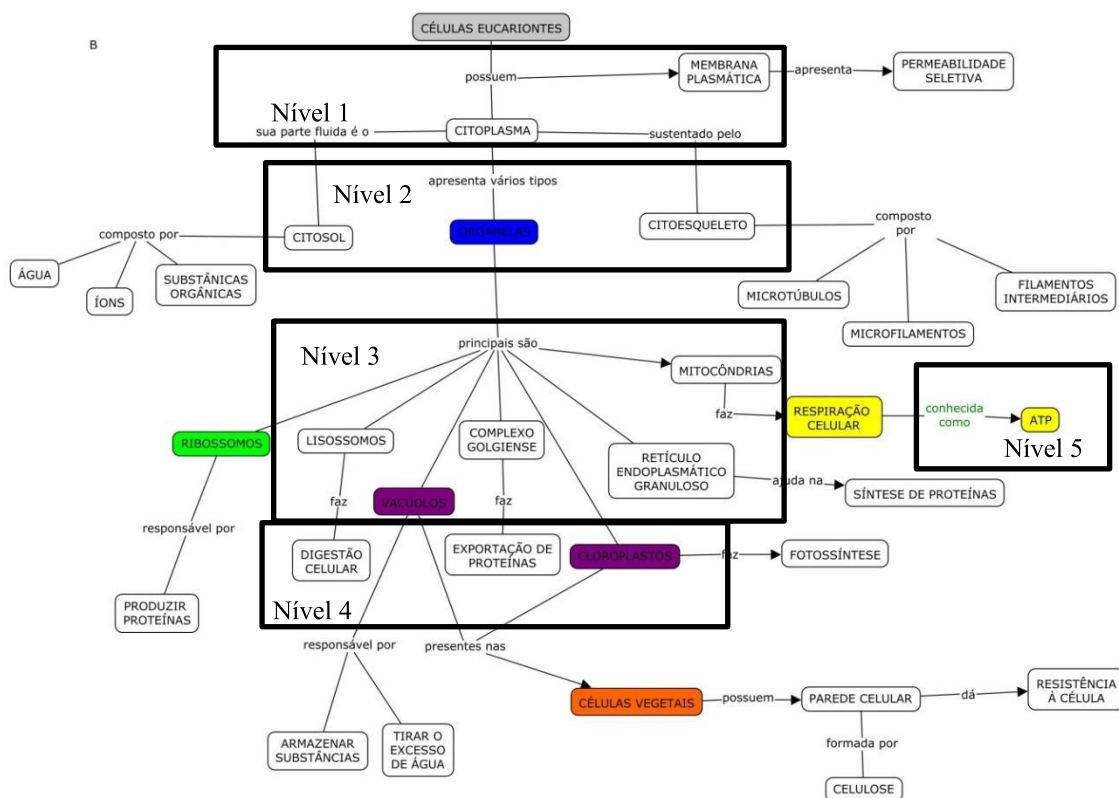 CÉLULAS EUCARIONTES
B
possuem
MEMBRANA
PLASMÁTICA
apresenta
PERMEABILIDADE
SELETIVA
Nível 1
sua parte fluida é o
CITOPLASMA
sustentado pelo
Nível 2
apresenta vários tipos
CITOSOL
ORGANELAS
CITOESQUELETO
composto por
composto
por
ÁGUA
ÍONS
SUBSTÂNICAS
ORGÂNICAS
MICROTÚBULOS
MICROFILAMENTOS
FILAMENTOS
INTERMEDIÁRIOS
Nível 3
principais são
MITOCÔNDRIAS
faz
RESPIRAÇÃO
CELULAR
conhecida
como
ATP
Nível 5
RIBOSSOMOS
LISOSSOMOS
COMPLEXO
GOLGIENSE
RETÍCULO
ENDOPLASMÁTICO
GRANULOSO
ajuda na
SÍNTESE DE PROTEÍNAS
faz
VACÚOLOS
faz
responsável por
DIGESTÃO
CELULAR
EXPORTAÇÃO DE
PROTEÍNAS
CLOROPLASTOS
faz
FOTOSSÍNTESE
Nível 4
PRODUZIR
PROTEÍNAS
responsável por
presentes nas
CÉLULAS VEGETAIS
possuem
PAREDE CELULAR
dá
RESISTÊNCIA
À CÉLULA
ARMAZENAR
SUBSTÂNCIAS
TIRAR O
EXCESSO
DE ÁGUA
formada por
CELULOSE